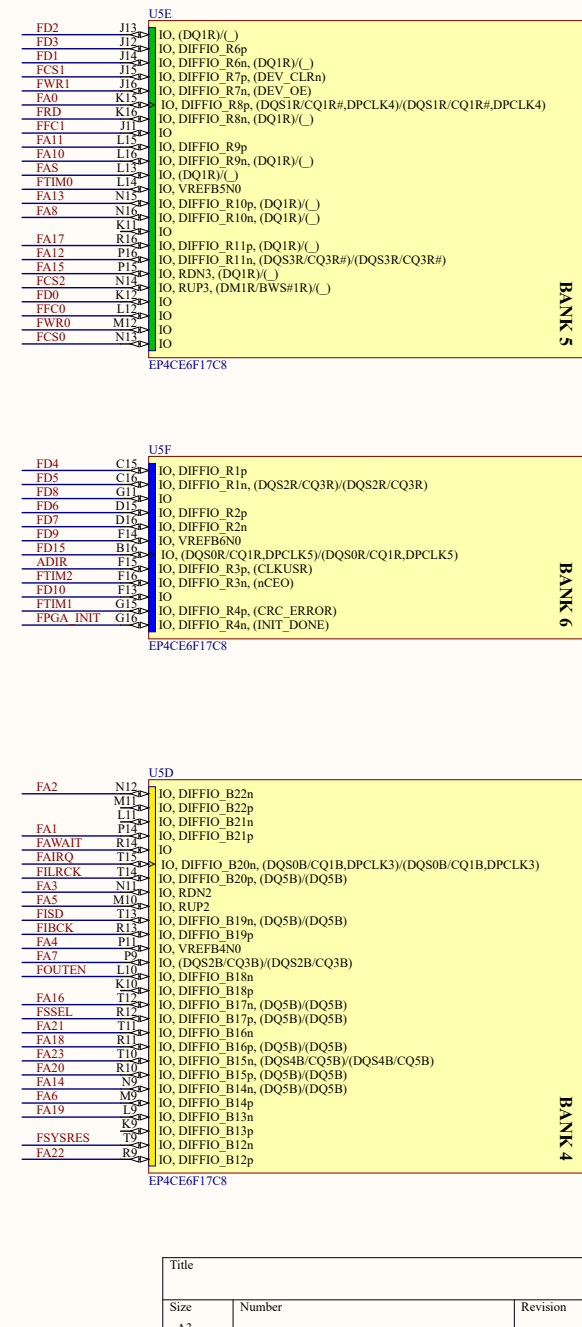 U5E
FD2 J13 IO, (DQ1R)/(_)
FD3 J12 IO, DIFFIO_R6p
FD1 J14 IO, DIFFIO_R6n, (DQ1R)/(_)
FCS1 J15 IO, DIFFIO_R7p, (DEV_CLRn)
FWR1 J16 IO, DIFFIO_R7n, (DEV_OE)
FA0 K15 IO, DIFFIO_R8p, (DQS1R/CQ1R#,DPCLK4)/(DQS1R/CQ1R#,DPCLK4)
FRD K16 IO, DIFFIO_R8n, (DQ1R)/(_)
FFC1 J11 IO
FA11 L15 IO, DIFFIO_R9p
FA10 L16 IO, DIFFIO_R9n, (DQ1R)/(_)
FAS L13 IO, (DQ1R)/(_)
FTIM0 L14 IO, VREFB5N0
FA13 N15 IO, DIFFIO_R10p, (DQ1R)/(_)
FA8 N16 IO, DIFFIO_R10n, (DQ1R)/(_)
K11 IO
FA17 R16 IO, DIFFIO_R11p, (DQ1R)/(_)
FA12 P16 IO, DIFFIO_R11n, (DQS3R/CQ3R#)/(DQS3R/CQ3R#)
FA15 P15 IO, RDN3, (DQ1R)/(_)
FCS2 N14 IO, RUP3, (DM1R/BWS#1R)/(_)
FD0 K12 IO
FFC0 L12 IO
FWR0 M12 IO
FCS0 N13 IO
BANK 5
EP4CE6F17C8
U5F
FD4 C15 IO, DIFFIO_R1p
FD5 C16 IO, DIFFIO_R1n, (DQS2R/CQ3R)/(DQS2R/CQ3R)
FD8 G11 IO
FD6 D15 IO, DIFFIO_R2p
FD7 D16 IO, DIFFIO_R2n
FD9 F14 IO, VREFB6N0
FD15 B16 IO, (DQS0R/CQ1R,DPCLK5)/(DQS0R/CQ1R,DPCLK5)
ADIR F15 IO, DIFFIO_R3p, (CLKUSR)
FTIM2 F16 IO, DIFFIO_R3n, (nCEO)
FD10 F13 IO
FTIM1 G15 IO, DIFFIO_R4p, (CRC_ERROR)
FPGA_INIT G16 IO, DIFFIO_R4n, (INIT_DONE)
BANK 6
EP4CE6F17C8
U5D
FA2 N12 IO, DIFFIO_B22n
M11 IO, DIFFIO_B22p
L11 IO, DIFFIO_B21n
FA1 P14 IO, DIFFIO_B21p
FAWAIT R14 IO
FAIRQ T15 IO, DIFFIO_B20n, (DQS0B/CQ1B,DPCLK3)/(DQS0B/CQ1B,DPCLK3)
FILRCK T14 IO, DIFFIO_B20p, (DQ5B)/(DQ5B)
FA3 N11 IO, RDN2
FA5 M10 IO, RUP2
FISD T13 IO, DIFFIO_B19n, (DQ5B)/(DQ5B)
FIBCK R13 IO, DIFFIO_B19p
FA4 P11 IO, VREFB4N0
FA7 P9 IO, (DQS2B/CQ3B)/(DQS2B/CQ3B)
FOUTEN L10 IO, DIFFIO_B18n
K10 IO, DIFFIO_B18p
FA16 T12 IO, DIFFIO_B17n, (DQ5B)/(DQ5B)
FSSEL R12 IO, DIFFIO_B17p, (DQ5B)/(DQ5B)
FA21 T11 IO, DIFFIO_B16n
FA18 R11 IO, DIFFIO_B16p, (DQ5B)/(DQ5B)
FA23 T10 IO, DIFFIO_B15n, (DQS4B/CQ5B)/(DQS4B/CQ5B)
FA20 R10 IO, DIFFIO_B15p, (DQ5B)/(DQ5B)
FA14 N9 IO, DIFFIO_B14n, (DQ5B)/(DQ5B)
FA6 M9 IO, DIFFIO_B14p
FA19 L9 IO, DIFFIO_B13n
K9 IO, DIFFIO_B13p
FSYSRES T9 IO, DIFFIO_B12n
FA22 R9 IO, DIFFIO_B12p
BANK 4
EP4CE6F17C8
Title
Size Number Revision